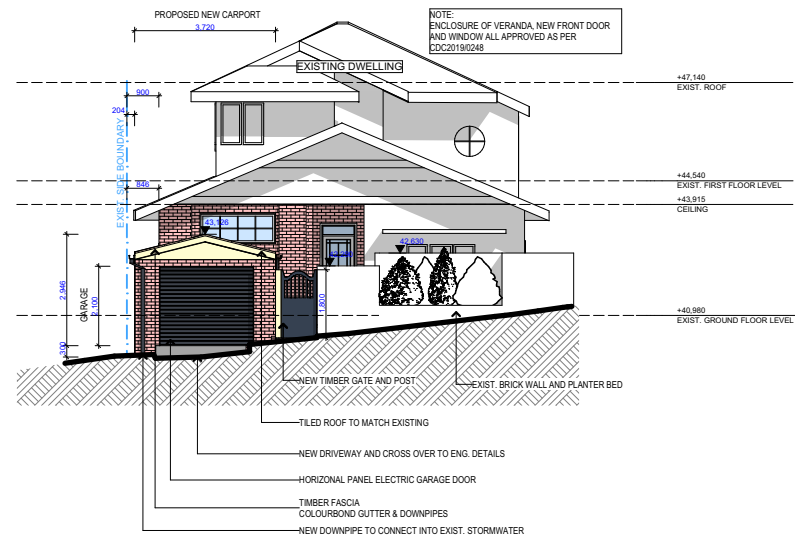 PROPOSED NEW CARPORT
3.720
NOTE:
ENCLOSURE OF VERANDA, NEW FRONT DOOR
AND WINDOW ALL APPROVED AS PER
CDC2019/0248
EXISTING DWELLING
+47,140
EXIST. ROOF
900
204
EXIST. SIDE BOUNDARY
+44,540
EXIST. FIRST FLOOR LEVEL
846
+43,915
CEILING
43,126
42,630
2,946
GARAGE
2,100
1,800
300
+40,980
EXIST. GROUND FLOOR LEVEL
NEW TIMBER GATE AND POST
EXIST. BRICK WALL AND PLANTER BED
TILED ROOF TO MATCH EXISTING
NEW DRIVEWAY AND CROSS OVER TO ENG. DETAILS
HORIZONAL PANEL ELECTRIC GARAGE DOOR
TIMBER FASCIA
COLOURBOND GUTTER & DOWNPIPES
NEW DOWNPIPE TO CONNECT INTO EXIST. STORMWATER